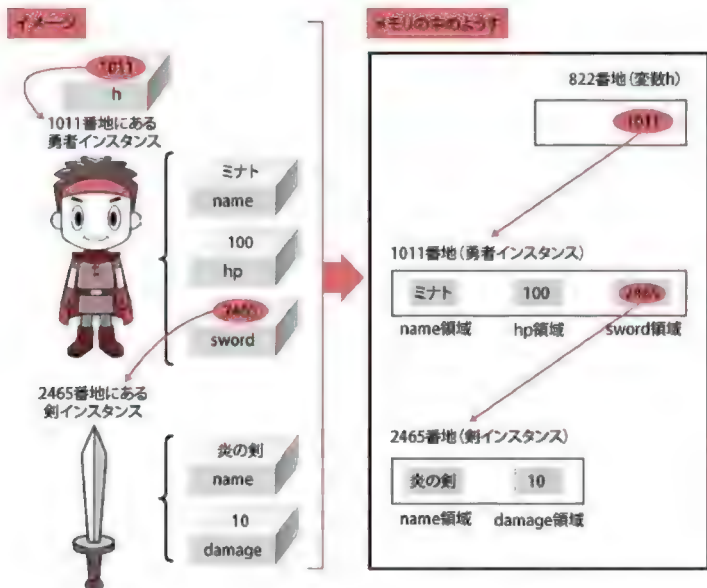 イメージ
1011
h
1011番地にある
勇者インスタンス
ミナト
name
100
hp
2465
sword
2465番地にある
剣インスタンス
炎の剣
name
10
damage
メモリの中のようす
822番地（変数h）
1011
1011番地（勇者インスタンス）
ミナト
100
2465
name領域
hp領域
sword領域
2465番地（剣インスタンス）
炎の剣
10
name領域
damage領域